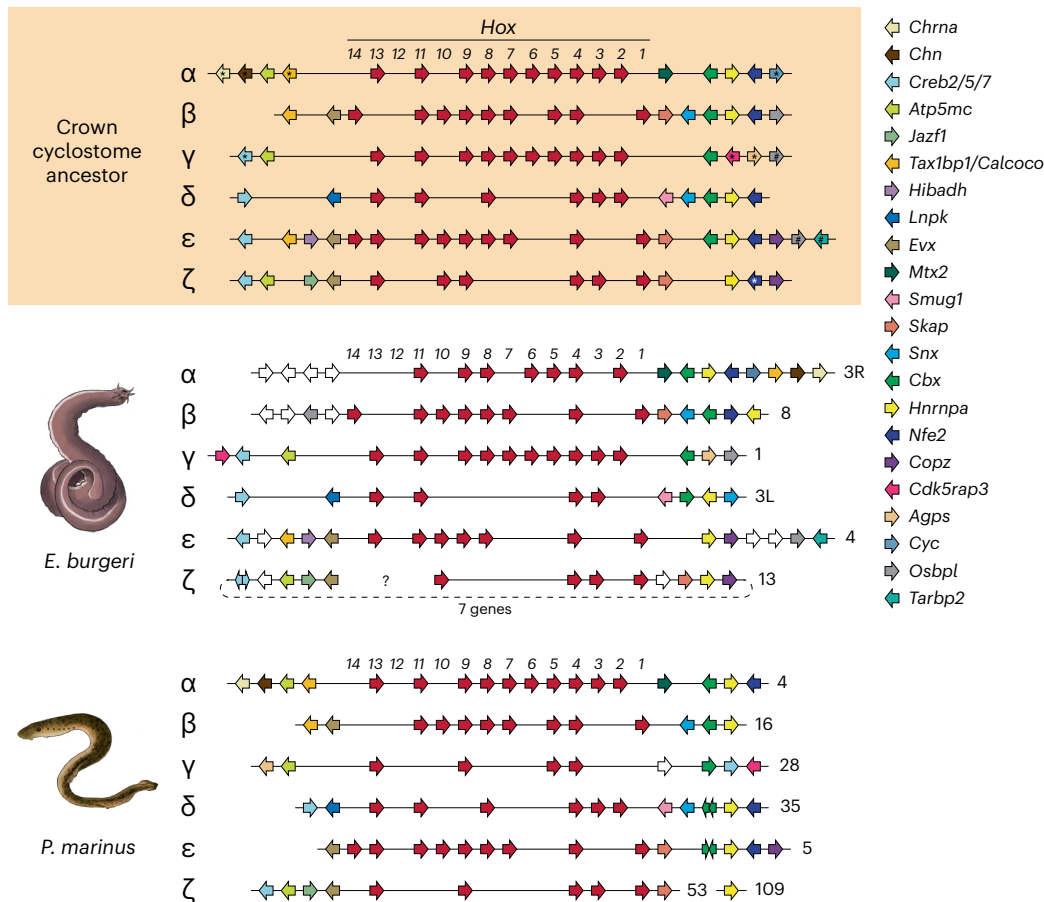 Hox
14 13 12 11 10 9 8 7 6 5 4 3 2 1
Crown
cyclostome
ancestor
α * * * *
β
γ * * * #
δ
ε # #
ζ *
14 13 12 11 10 9 8 7 6 5 4 3 2 1
α 3R
β 8
γ 1
δ 3L
ε 4
ζ ? 13
7 genes
E. burgeri
14 13 12 11 10 9 8 7 6 5 4 3 2 1
α 4
β 16
γ 28
δ 35
ε 5
ζ 53 109
P. marinus
Chrna
Chn
Creb2/5/7
Atp5mc
Jazf1
Tax1bp1/Calcoco
Hibadh
Lnpk
Evx
Mtx2
Smug1
Skap
Snx
Cbx
Hnrnpa
Nfe2
Copz
Cdk5rap3
Agps
Cyc
Osbpl
Tarbp2